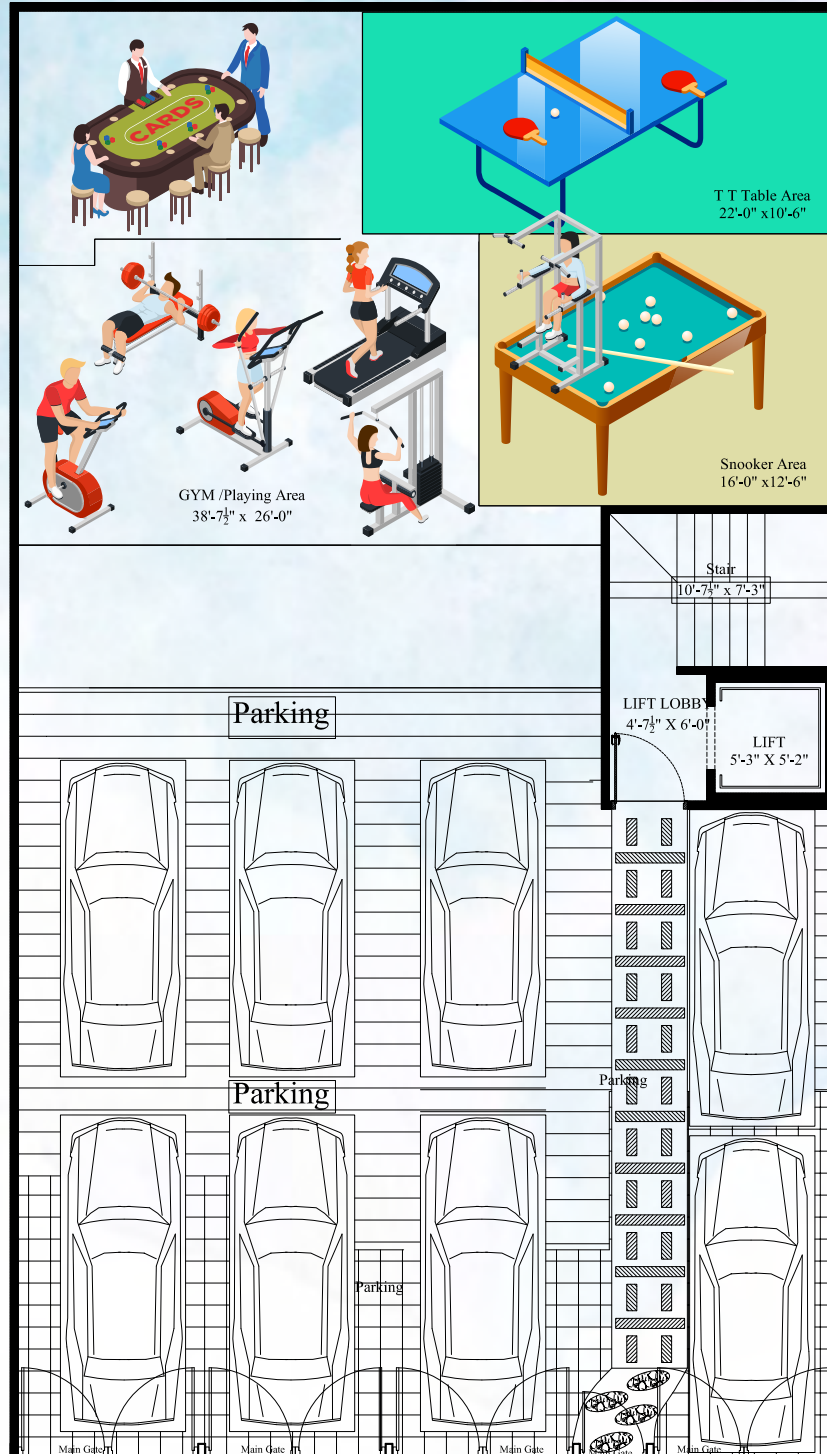 CARDS
T T Table Area
22'-0" x10'-6"
Snooker Area
16'-0" x12'-6"
GYM /Playing Area
38'-7½" x 26'-0"
Stair
10'-7½" x 7'-3"
Parking
LIFT LOBBY
4'-7½" X 6'-0"
LIFT
5'-3" X 5'-2"
Parking
Parking
Parking
Main Gate
Main Gate
Main Gate
Main Gate